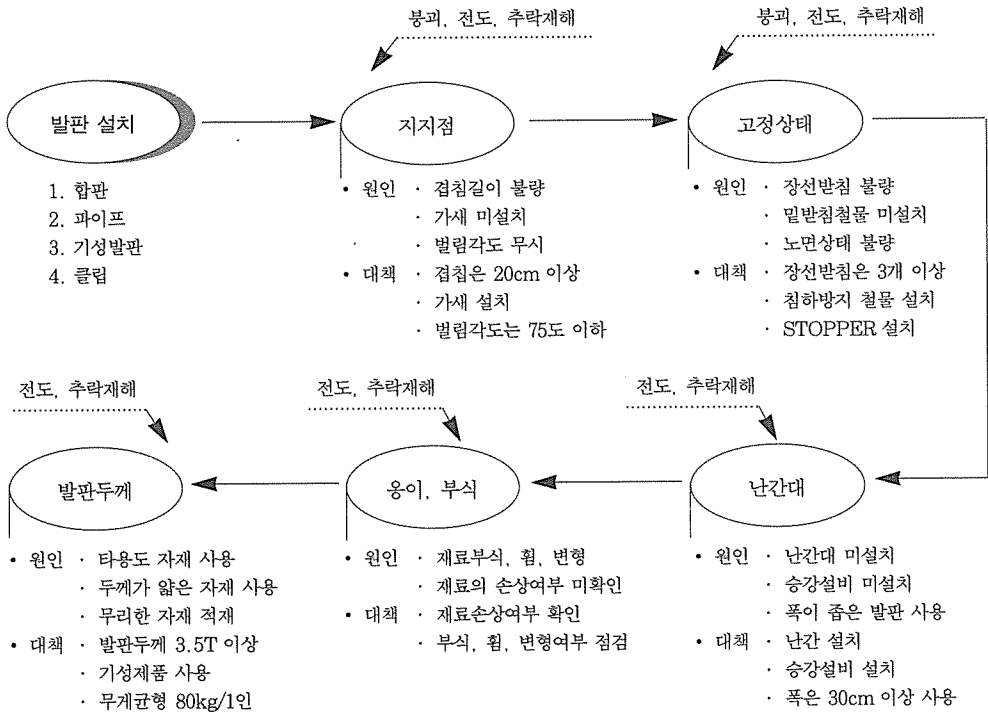 붕괴, 전도, 추락재해
붕괴, 전도, 추락재해
발판 설치
지지점
고정상태
1. 합판
2. 파이프
3. 기성발판
4. 클립
• 원인 · 겹침길이 불량
· 가새 미설치
· 벌림각도 무시
• 대책 · 겹침은 20cm 이상
· 가새 설치
· 벌림각도는 75도 이하
• 원인 · 장선받침 불량
· 밑받침철물 미설치
· 노면상태 불량
• 대책 · 장선받침은 3개 이상
· 침하방지 철물 설치
· STOPPER 설치
전도, 추락재해
전도, 추락재해
전도, 추락재해
발판두께
옹이, 부식
난간대
• 원인 · 타용도 자재 사용
· 두께가 얇은 자재 사용
· 무리한 자재 적재
• 대책 · 발판두께 3.5T 이상
· 기성제품 사용
· 무게균형 80kg/1인
• 원인 · 재료부식, 휨, 변형
· 재료의 손상여부 미확인
• 대책 · 재료손상여부 확인
· 부식, 휨, 변형여부 점검
• 원인 · 난간대 미설치
· 승강설비 미설치
· 폭이 좁은 발판 사용
• 대책 · 난간 설치
· 승강설비 설치
· 폭은 30cm 이상 사용